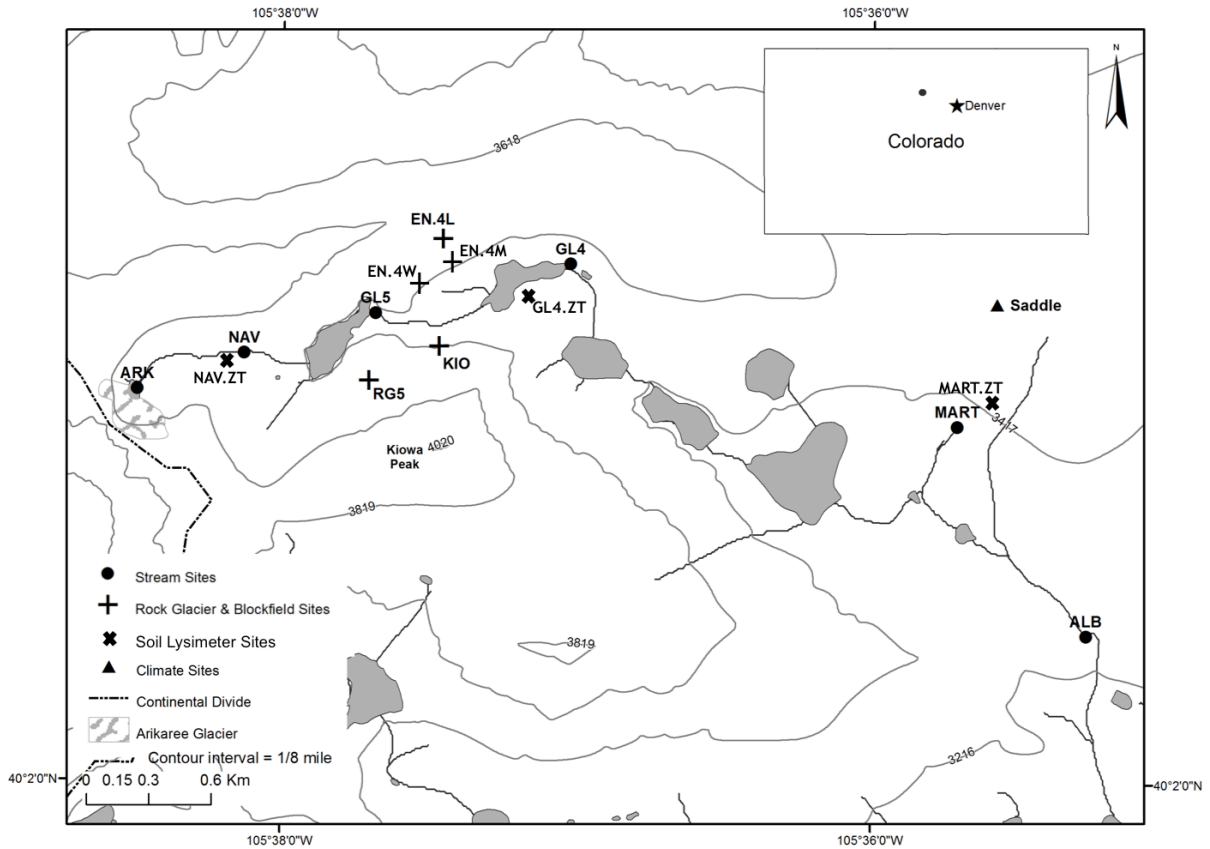 105°38'0"W
105°36'0"W
N
Denver
Colorado
3618
EN.4L
EN.4M
GL4
EN.4W
GL5
GL4.ZT
Saddle
NAV
NAV.ZT
KIO
ARK
RG5
MART.ZT
MART
3417
Kiowa 4020
Peak
3819
Stream Sites
Rock Glacier & Blockfield Sites
Soil Lysimeter Sites
Climate Sites
Continental Divide
Arikaree Glacier
Contour interval = 1/8 mile
0 0.15 0.3 0.6 Km
3819
ALB
3216
40°2'0"N
40°2'0"N
105°38'0"W
105°36'0"W